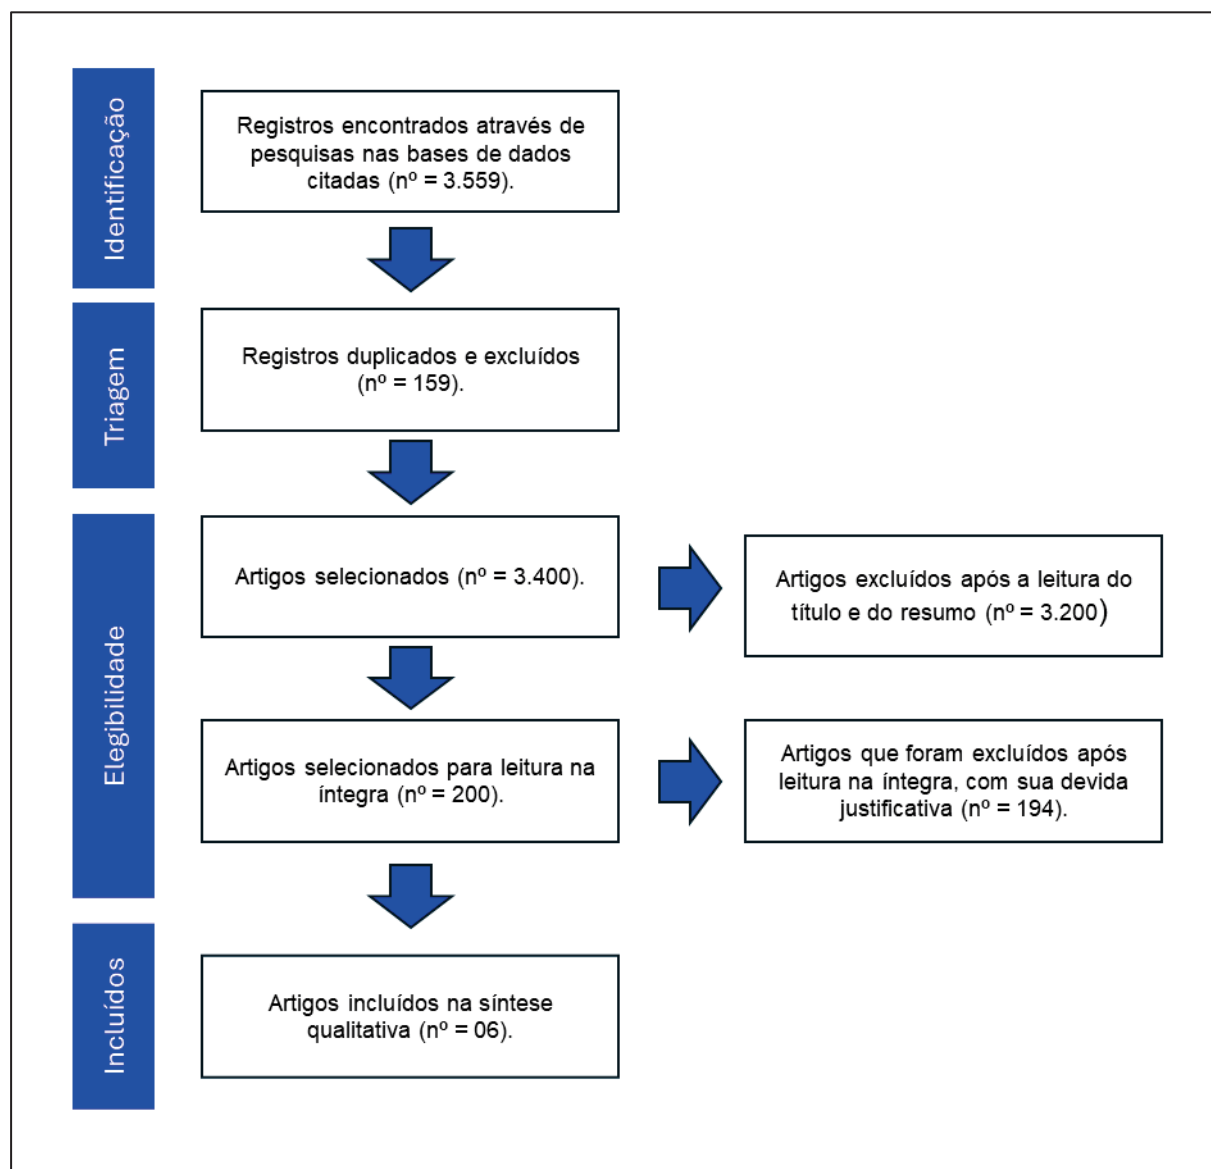 Identificação
Registros encontrados através de
pesquisas nas bases de dados
citadas (nº = 3.559).
Triagem
Registros duplicados e excluídos
(nº = 159).
Elegibilidade
Artigos selecionados (nº = 3.400).
Artigos excluídos após a leitura do
título e do resumo (nº = 3.200)
Artigos selecionados para leitura na
íntegra (nº = 200).
Artigos que foram excluídos após
leitura na íntegra, com sua devida
justificativa (nº = 194).
Incluídos
Artigos incluídos na síntese
qualitativa (nº = 06).